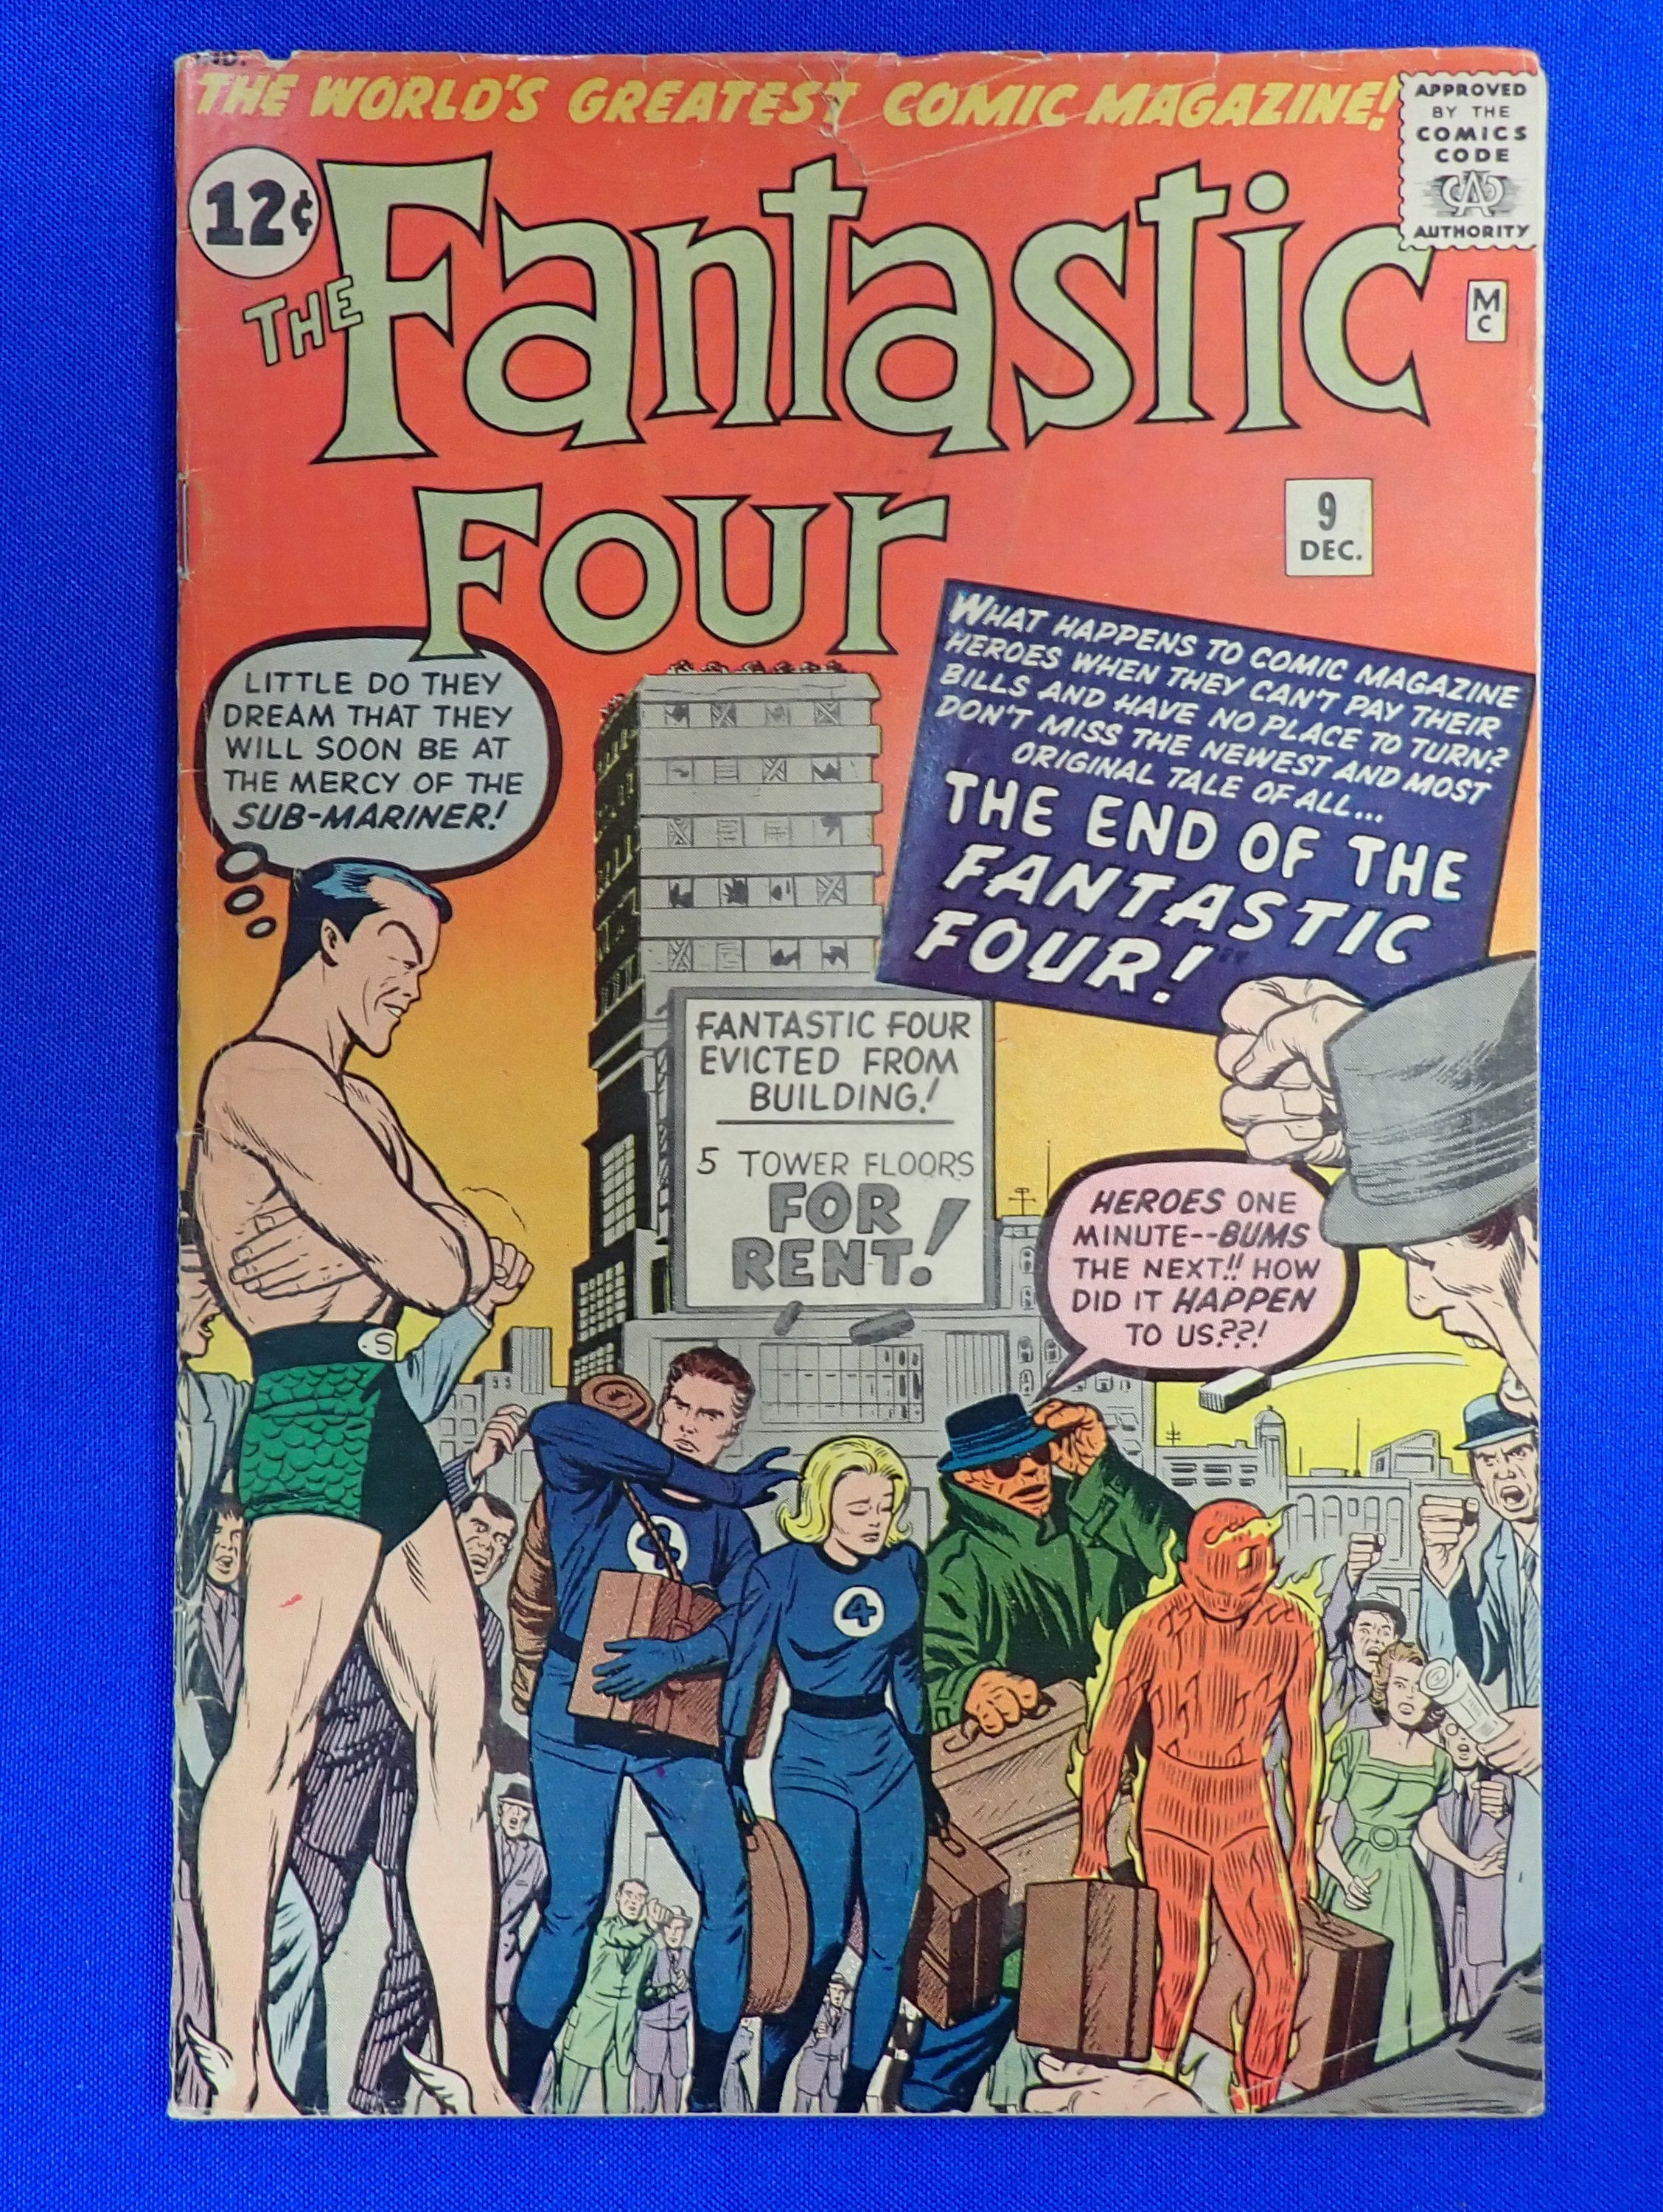 IND.
THE WORLD'S GREATEST COMIC MAGAZINE!
APPROVED
BY THE
COMICS
CODE
CA
AUTHORITY
12¢
THE Fantastic
Four
M
C
9
DEC.
LITTLE DO THEY
DREAM THAT THEY
WILL SOON BE AT
THE MERCY OF THE
SUB-MARINER!
WHAT HAPPENS TO COMIC MAGAZINE
HEROES WHEN THEY CAN'T PAY THEIR
BILLS AND HAVE NO PLACE TO TURN?
DON'T MISS THE NEWEST AND MOST
ORIGINAL TALE OF ALL...
THE END OF THE
FANTASTIC
FOUR!"
FANTASTIC FOUR
EVICTED FROM
BUILDING!
5 TOWER FLOORS
FOR
RENT!
HEROES ONE
MINUTE--BUMS
THE NEXT!! HOW
DID IT HAPPEN
TO US??!
S
4
4